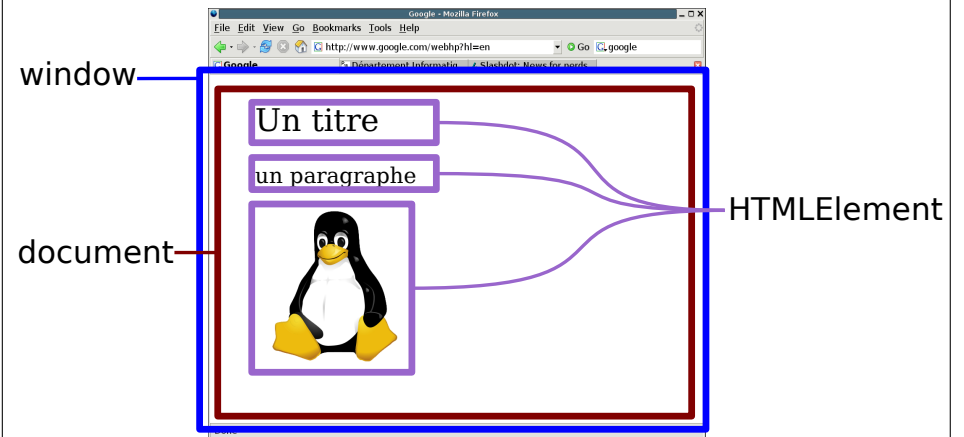 Google - Mozilla Firefox
File Edit View Go Bookmarks Tools Help
http://www.google.com/webhp?hl=en Go google
Google Département Informatiq Slashdot: News for nerds
window
Un titre
un paragraphe
HTMLElement
document
Done